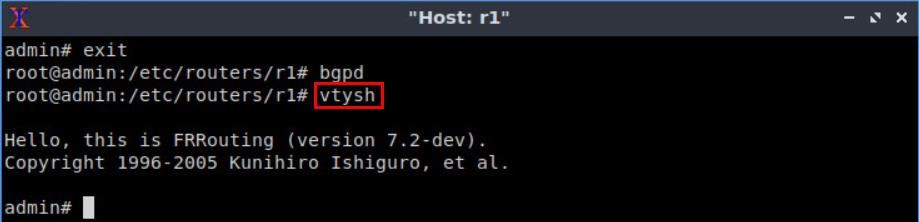 "Host: r1"
admin# exit
root@admin:/etc/routers/r1# bgpd
root@admin:/etc/routers/r1# vtysh
Hello, this is FRRouting (version 7.2-dev).
Copyright 1996-2005 Kunihiro Ishiguro, et al.
admin#